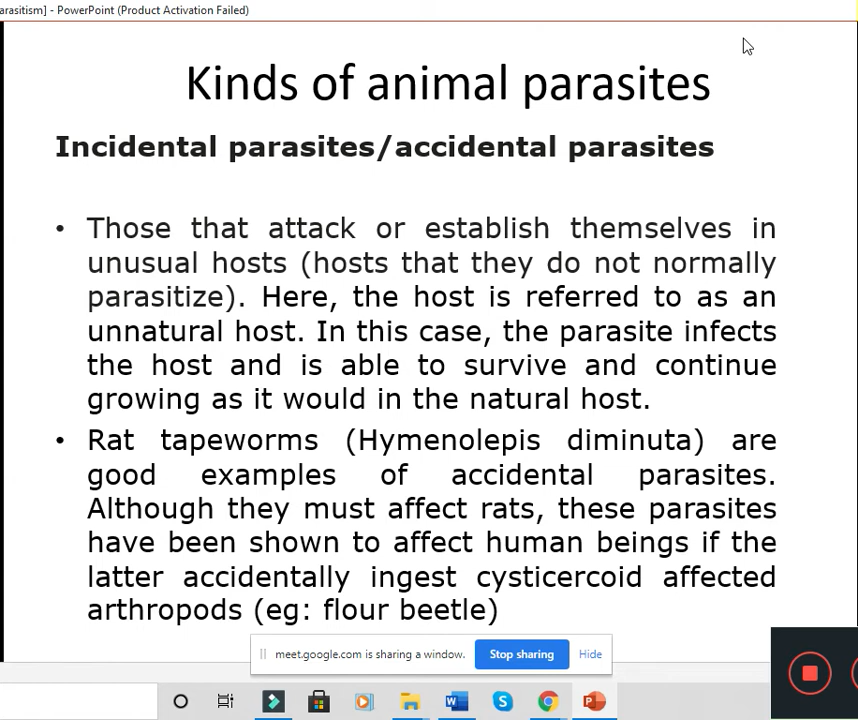 arasitism] - PowerPoint (Product Activation Failed)
Kinds of animal parasites
Incidental parasites/accidental parasites
• Those that attack or establish themselves in
unusual hosts (hosts that they do not normally
parasitize). Here, the host is referred to as an
unnatural host. In this case, the parasite infects
the host and is able to survive and continue
growing as it would in the natural host.
• Rat tapeworms (Hymenolepis diminuta) are
good examples of accidental parasites.
Although they must affect rats, these parasites
have been shown to affect human beings if the
latter accidentally ingest cysticercoid affected
arthropods (eg: flour beetle)
meet.google.com is sharing a window. Stop sharing Hide